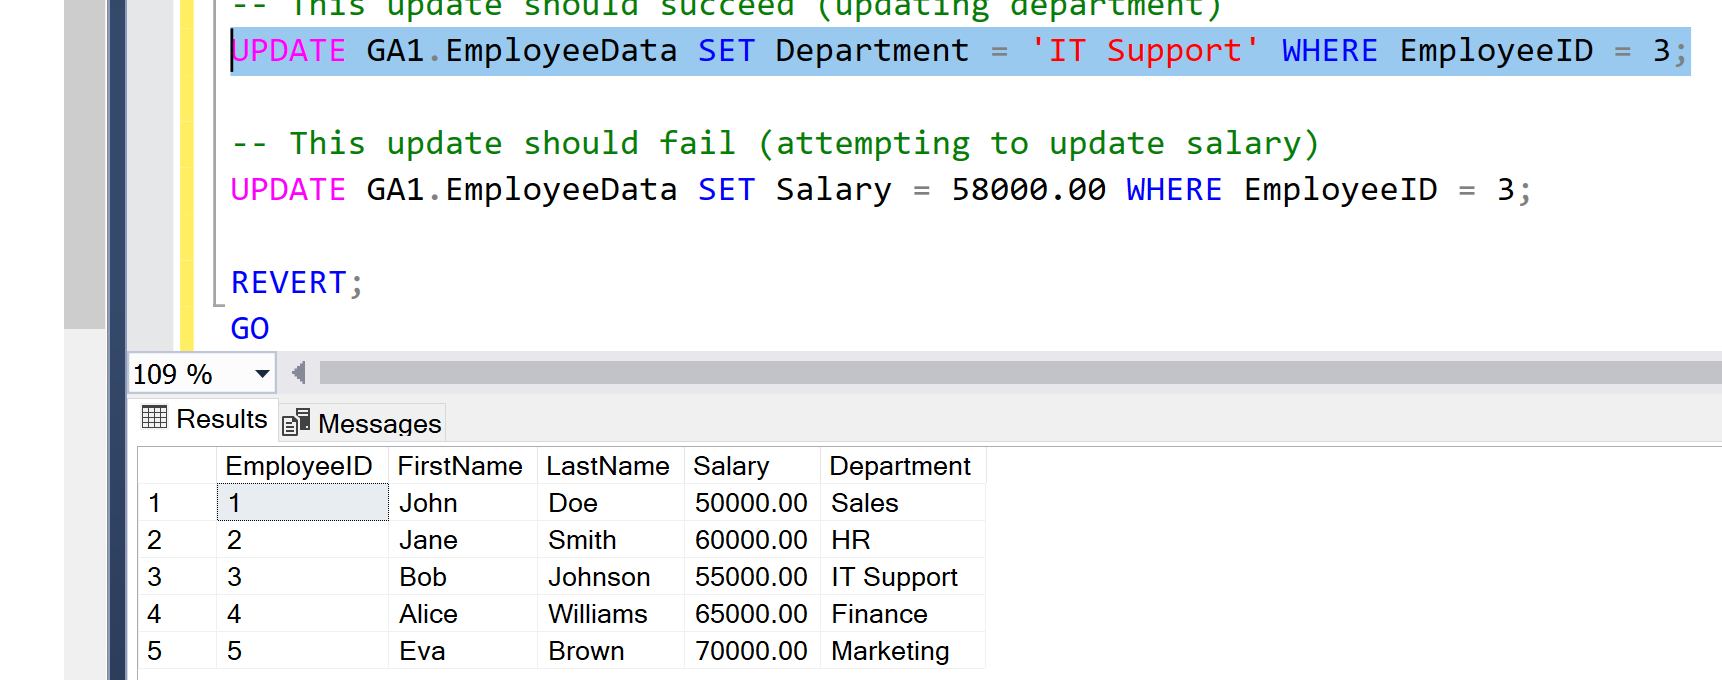 -- This update should succeed (updating department)
UPDATE GA1.EmployeeData SET Department = 'IT Support' WHERE EmployeeID = 3;
-- This update should fail (attempting to update salary)
UPDATE GA1.EmployeeData SET Salary = 58000.00 WHERE EmployeeID = 3;
REVERT;
GO
109 %
Results Messages
EmployeeID FirstName LastName Salary Department
1 1 John Doe 50000.00 Sales
2 2 Jane Smith 60000.00 HR
3 3 Bob Johnson 55000.00 IT Support
4 4 Alice Williams 65000.00 Finance
5 5 Eva Brown 70000.00 Marketing